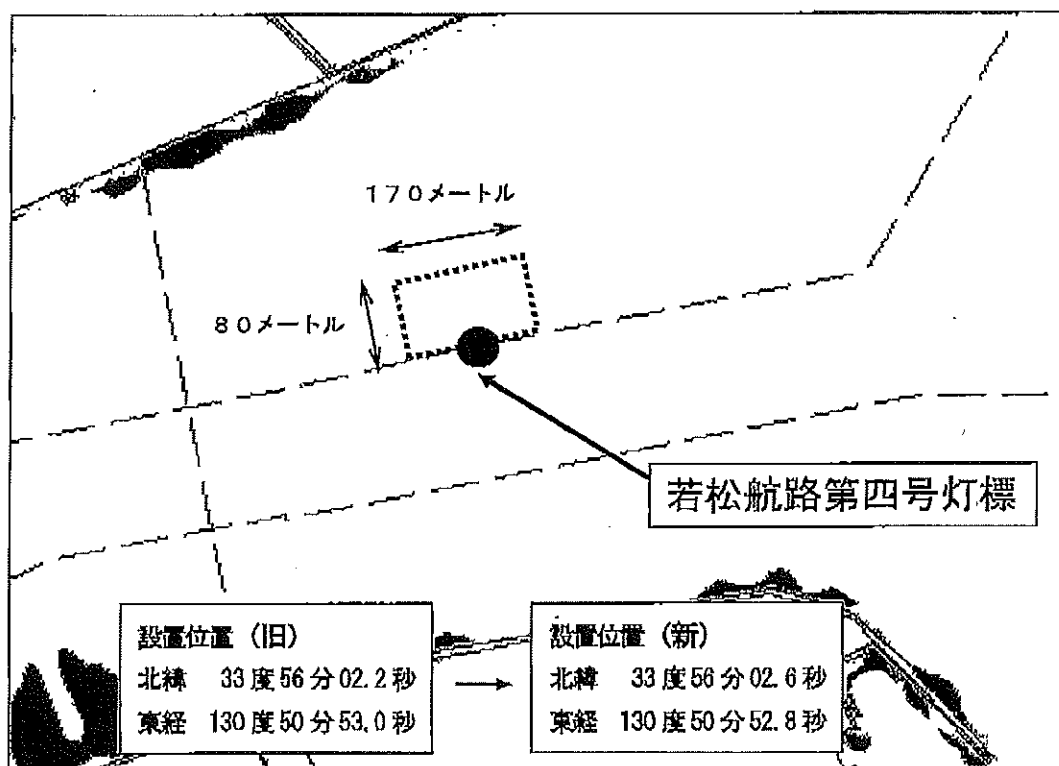 170メートル
80メートル
若松航路第四号灯標
設置位置（旧）
北緯　33度56分02.2秒
東経　130度50分53.0秒
設置位置（新）
北緯　33度56分02.6秒
東経　130度50分52.8秒